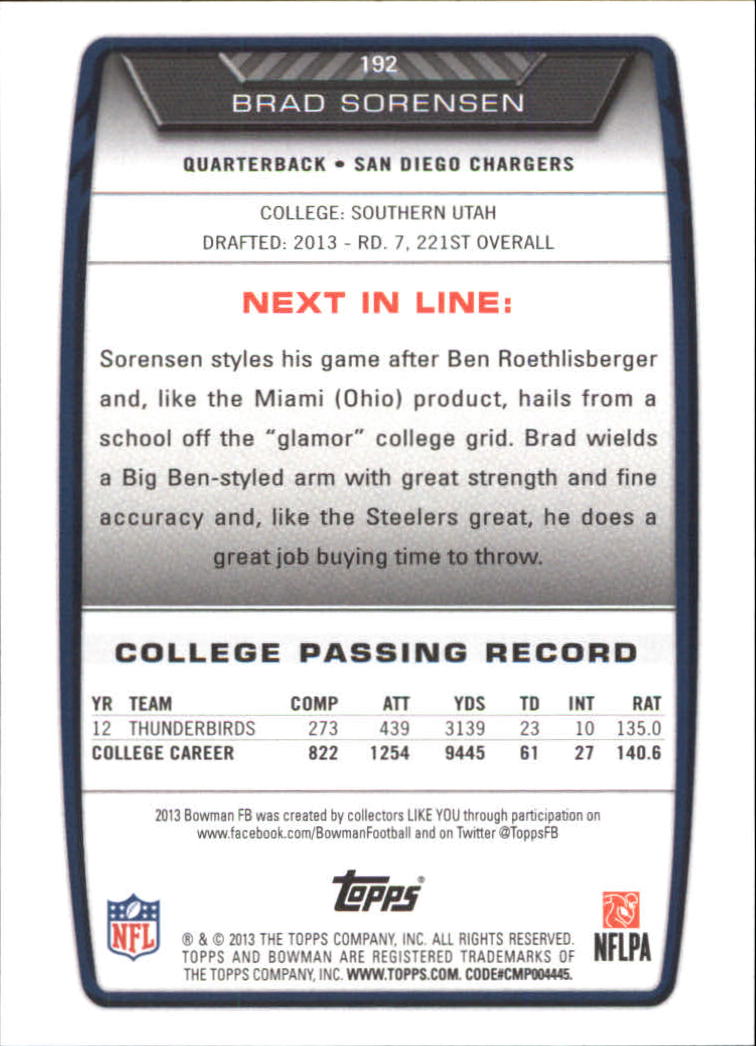 192
BRAD SORENSEN
QUARTERBACK • SAN DIEGO CHARGERS
COLLEGE: SOUTHERN UTAH
DRAFTED: 2013 - RD. 7, 221ST OVERALL
NEXT IN LINE:
Sorensen styles his game after Ben Roethlisberger
and, like the Miami (Ohio) product, hails from a
school off the “glamor” college grid. Brad wields
a Big Ben-styled arm with great strength and fine
accuracy and, like the Steelers great, he does a
great job buying time to throw.
COLLEGE PASSING RECORD
YR TEAM COMP ATT YDS TD INT RAT
12 THUNDERBIRDS 273 439 3139 23 10 135.0
COLLEGE CAREER 822 1254 9445 61 27 140.6
2013 Bowman FB was created by collectors LIKE YOU through participation on
www.facebook.com/BowmanFootball and on Twitter @ToppsFB
Topps®
NFL
® & © 2013 THE TOPPS COMPANY, INC. ALL RIGHTS RESERVED.
TOPPS AND BOWMAN ARE REGISTERED TRADEMARKS OF
THE TOPPS COMPANY, INC. WWW.TOPPS.COM. CODE#CMP004445.
NFLPA